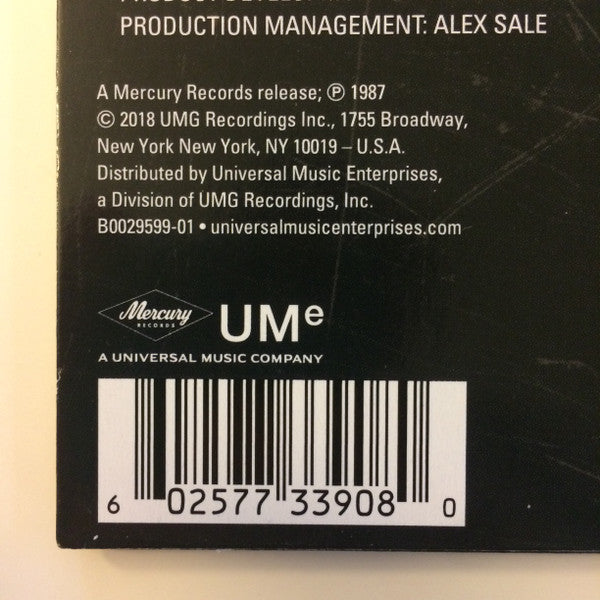 PRODUCTION MANAGEMENT: ALEX SALE
A Mercury Records release; ℗ 1987
© 2018 UMG Recordings Inc., 1755 Broadway,
New York New York, NY 10019 – U.S.A.
Distributed by Universal Music Enterprises,
a Division of UMG Recordings, Inc.
B0029599-01 • universalmusicenterprises.com
Mercury
RECORDS
UMe
A UNIVERSAL MUSIC COMPANY
6 02577 33908 0